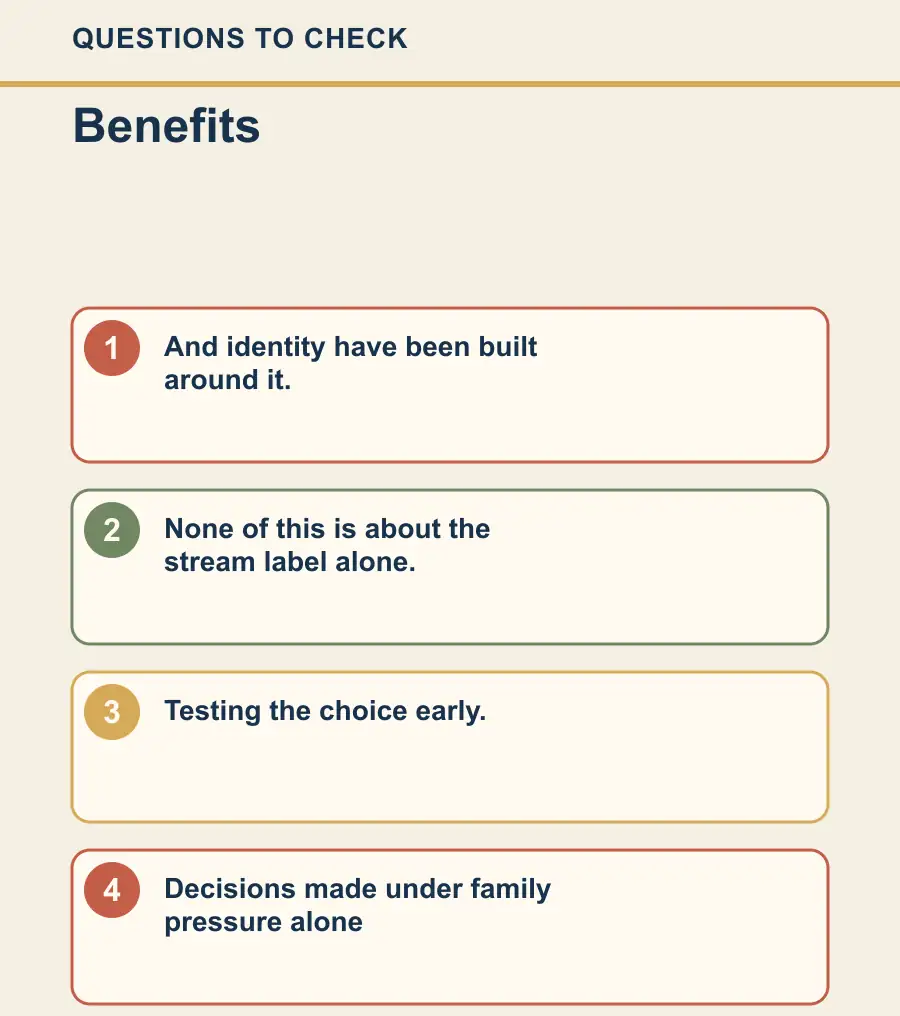 QUESTIONS TO CHECK
Benefits
1
And identity have been built
around it.
2
None of this is about the
stream label alone.
3
Testing the choice early.
4
Decisions made under family
pressure alone